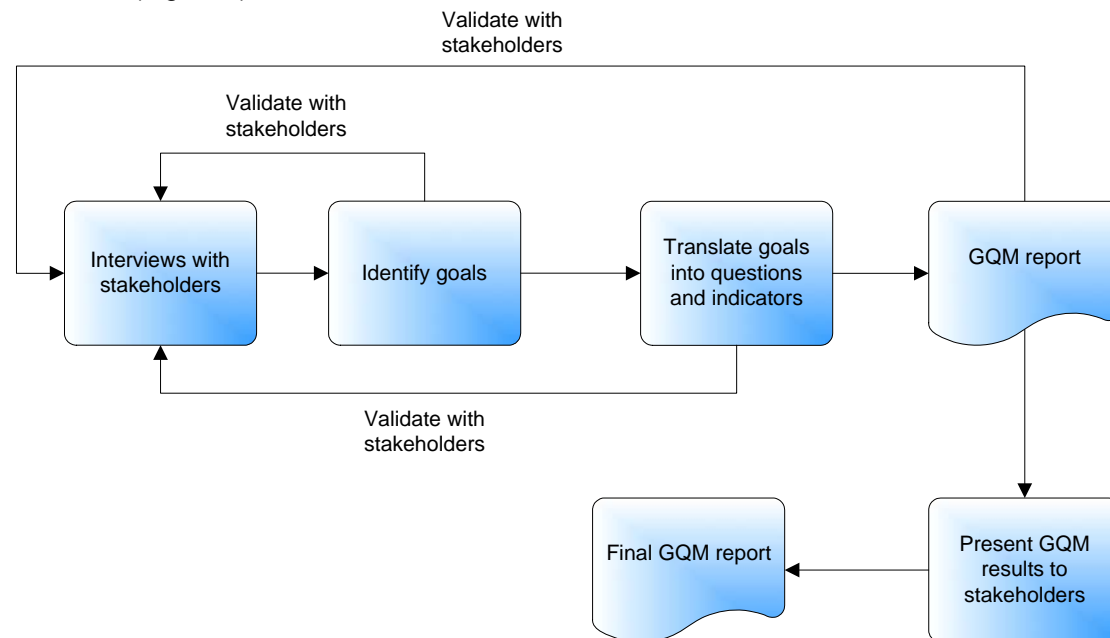 Validate with
stakeholders
Validate with
stakeholders
Interviews with
stakeholders
Identify goals
Translate goals
into questions
and indicators
GQM report
Validate with
stakeholders
Final GQM report
Present GQM
results to
stakeholders